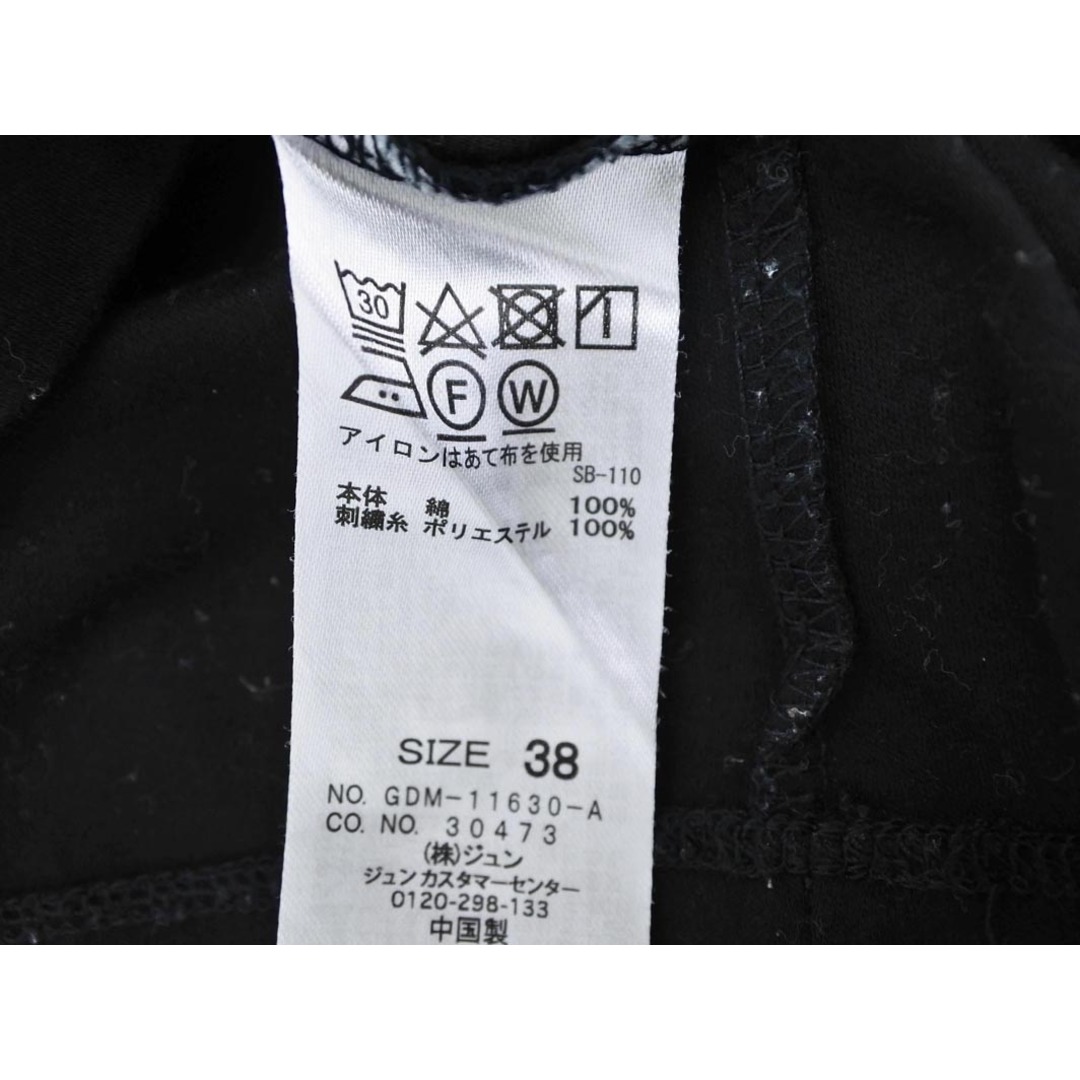 30
F W
アイロンはあて布を使用
SB-110
本体 綿 100%
刺繍糸 ポリエステル 100%
SIZE 38
NO. GDM-11630-A
CO. NO. 30473
(株)ジュン
ジュンカスタマーセンター
0120-298-133
中国製